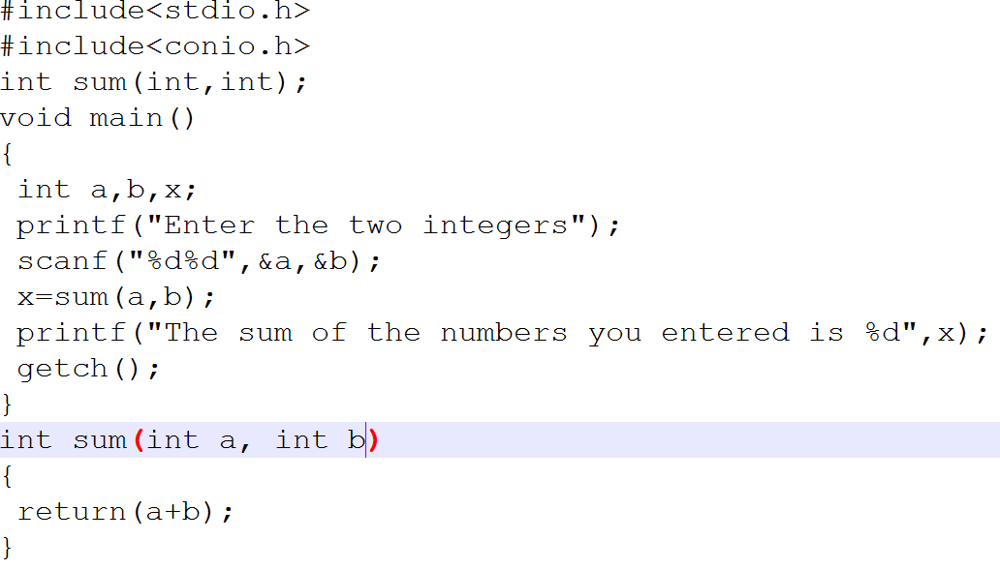 #include<stdio.h>
#include<conio.h>
int sum(int,int);
void main()
{
 int a,b,x;
 printf("Enter the two integers");
 scanf("%d%d",&a,&b);
 x=sum(a,b);
 printf("The sum of the numbers you entered is %d",x);
 getch();
}
int sum(int a, int b)
{
 return(a+b);
}